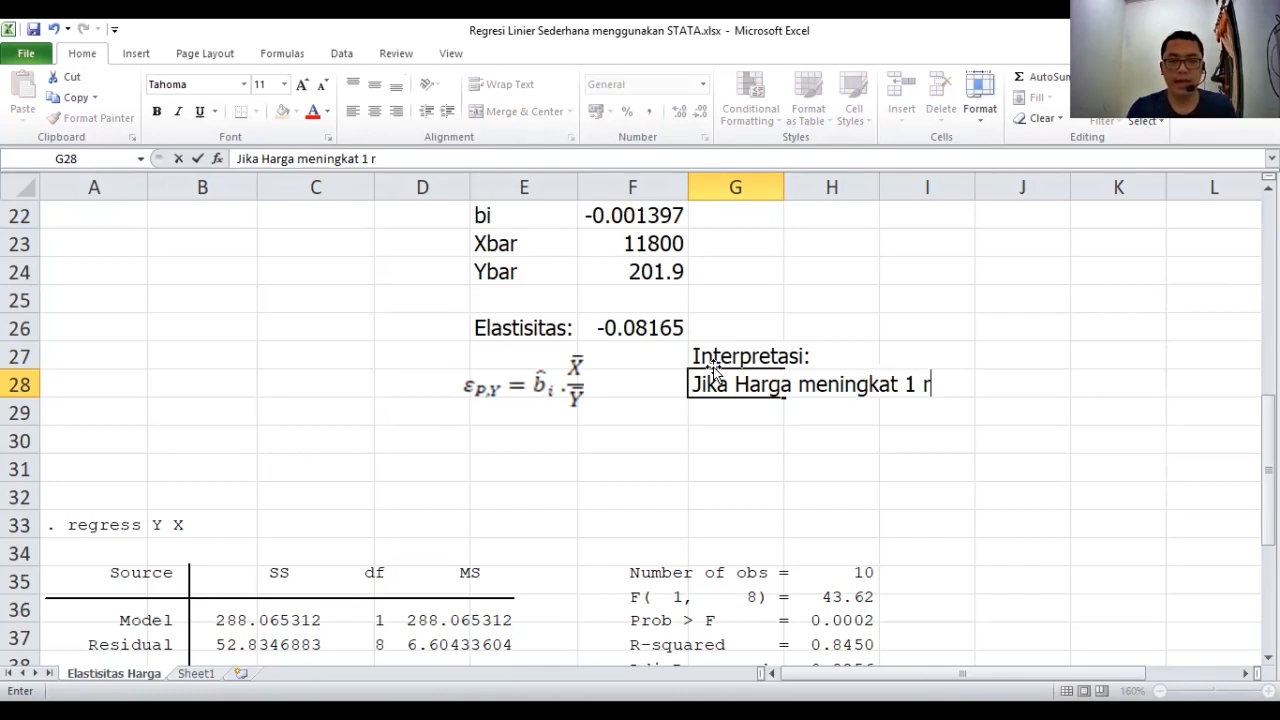 Regresi Linier Sederhana menggunakan STATA.xlsx - Microsoft Excel
File Home Insert Page Layout Formulas Data Review View
Paste Cut Copy Format Painter Clipboard
Tahoma 11 B I U A Font
Wrap Text Merge & Center Alignment
General % , Number
Conditional Formatting Format as Table Cell Styles Styles
Insert Delete Format Cells
Σ AutoSum Fill Clear Select Editing
G28 fx Jika Harga meningkat 1 r
A B C D E F G H I J K L
22 bi -0.001397
23 Xbar 11800
24 Ybar 201.9
25
26 Elastisitas: -0.08165
27 Interpretasi:
ε P,Y = b̂ i . X̄ / Ȳ
28 Jika Harga meningkat 1 r
29
30
31
32
33 . regress Y X
34
35 Source SS df MS Number of obs = 10
36 F( 1, 8) = 43.62
Model 288.065312 1 288.065312 Prob > F = 0.0002
37 Residual 52.8346883 8 6.60433604 R-squared = 0.8450
Elastisitas Harga Sheet1
Enter 160%